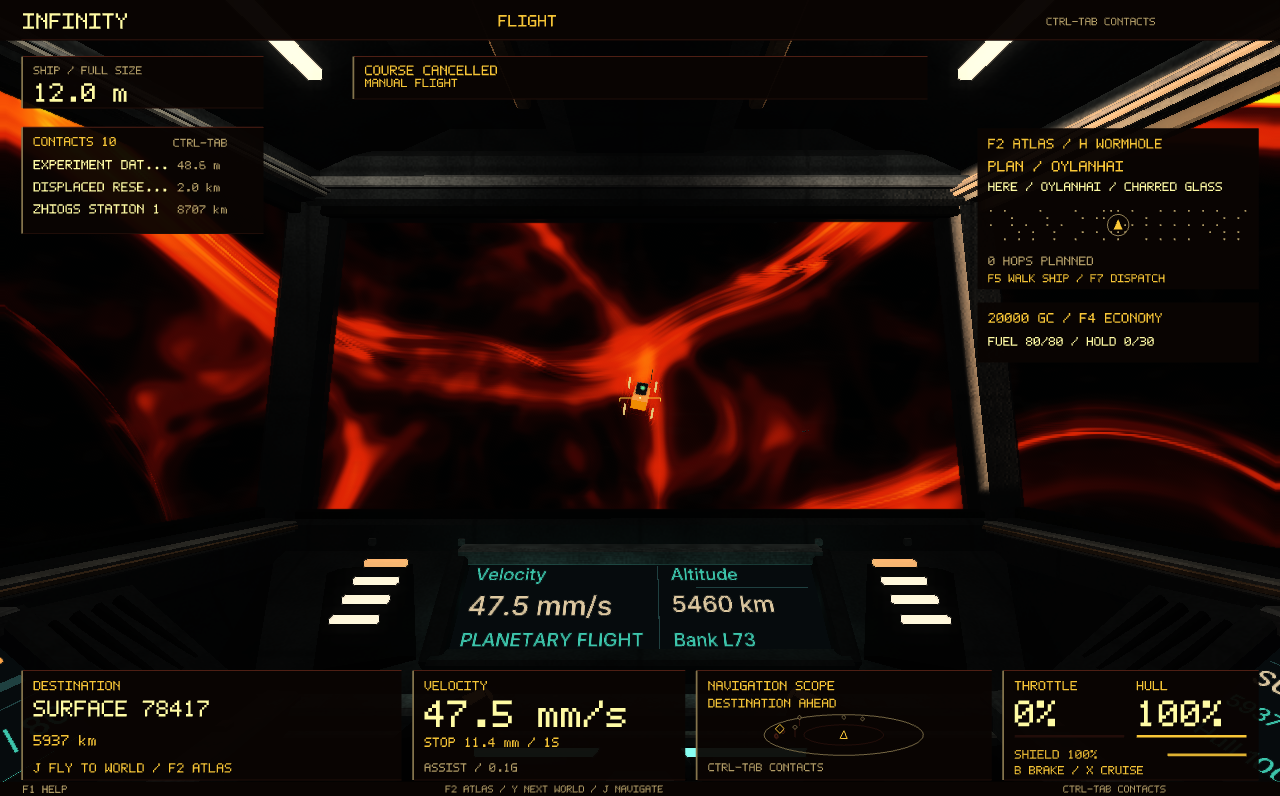 INFINITY
FLIGHT
CTRL-TAB CONTACTS
SHIP / FULL SIZE
12.0 m
COURSE CANCELLED
MANUAL FLIGHT
CONTACTS 10 CTRL-TAB
EXPERIMENT DAT... 48.6 m
DISPLACED RESE... 2.0 km
ZHIOGS STATION 1 8707 km
F2 ATLAS / H WORMHOLE
PLAN / OYLANHAI
HERE / OYLANHAI / CHARRED GLASS
0 HOPS PLANNED
F5 WALK SHIP / F7 DISPATCH
20000 GC / F4 ECONOMY
FUEL 80/80 / HOLD 0/30
Velocity
47.5 mm/s
PLANETARY FLIGHT
Altitude
5460 km
Bank L73
DESTINATION
SURFACE 78417
5937 km
J FLY TO WORLD / F2 ATLAS
VELOCITY
47.5 mm/s
STOP 11.4 mm / 1S
ASSIST / 0.1G
NAVIGATION SCOPE
DESTINATION AHEAD
CTRL-TAB CONTACTS
THROTTLE HULL
0% 100%
SHIELD 100%
B BRAKE / X CRUISE
F1 HELP
F2 ATLAS / Y NEXT WORLD / J NAVIGATE
CTRL-TAB CONTACTS